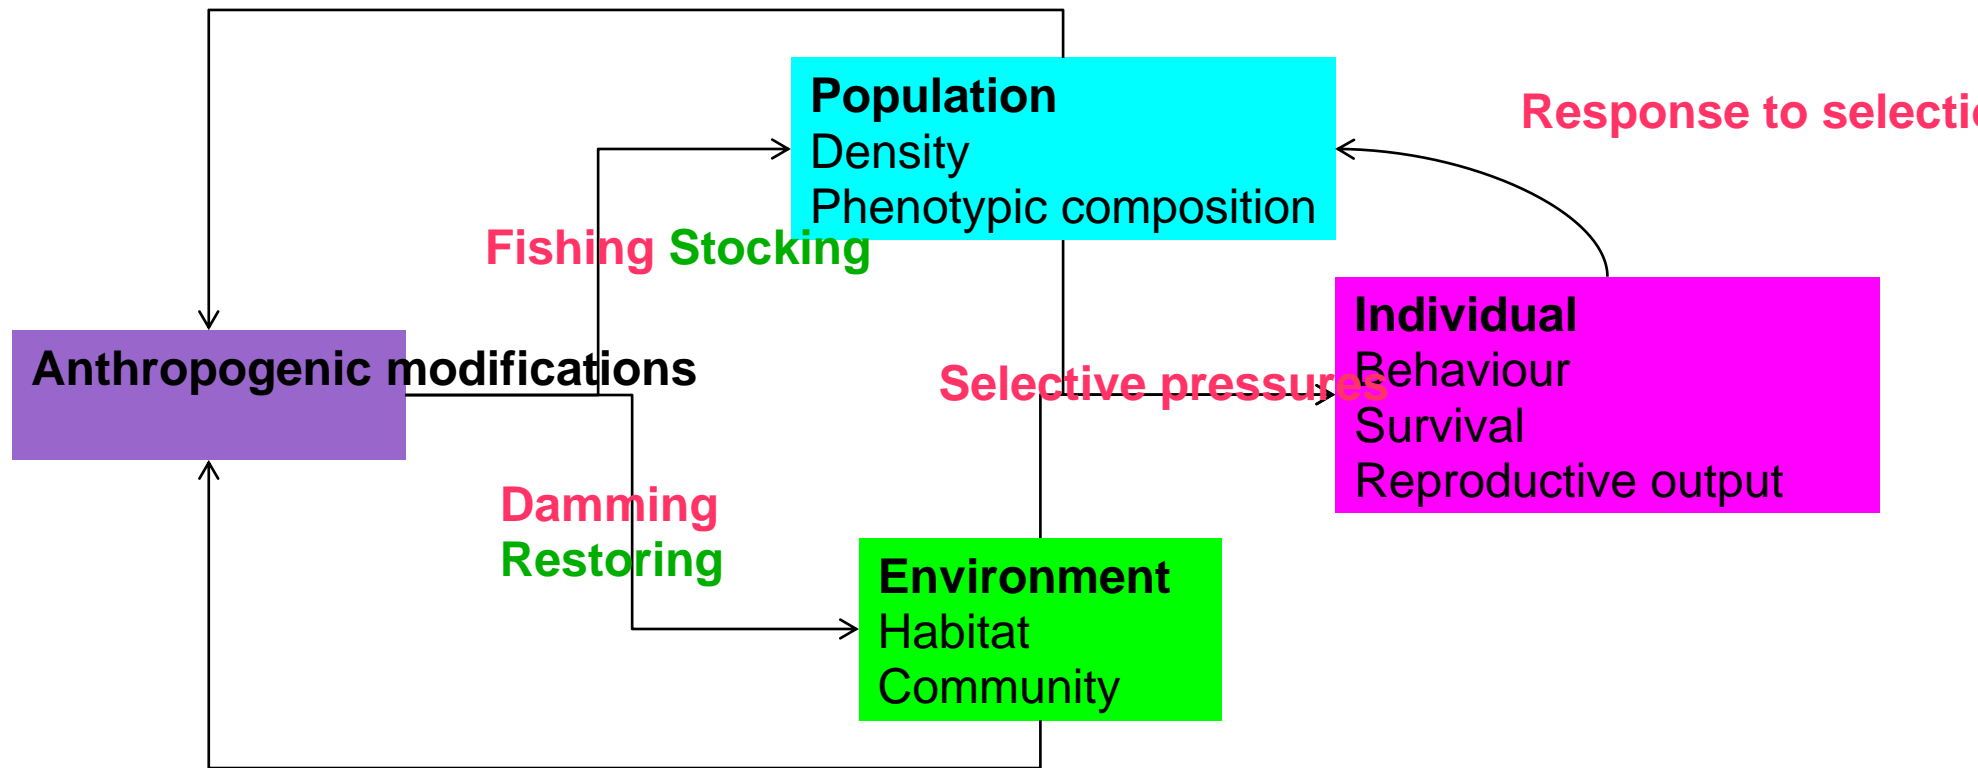 Population
Density
Phenotypic composition
Response to selectio
Fishing Stocking
Individual
Behaviour
Survival
Reproductive output
Anthropogenic modifications
Selective pressures
Damming
Restoring
Environment
Habitat
Community